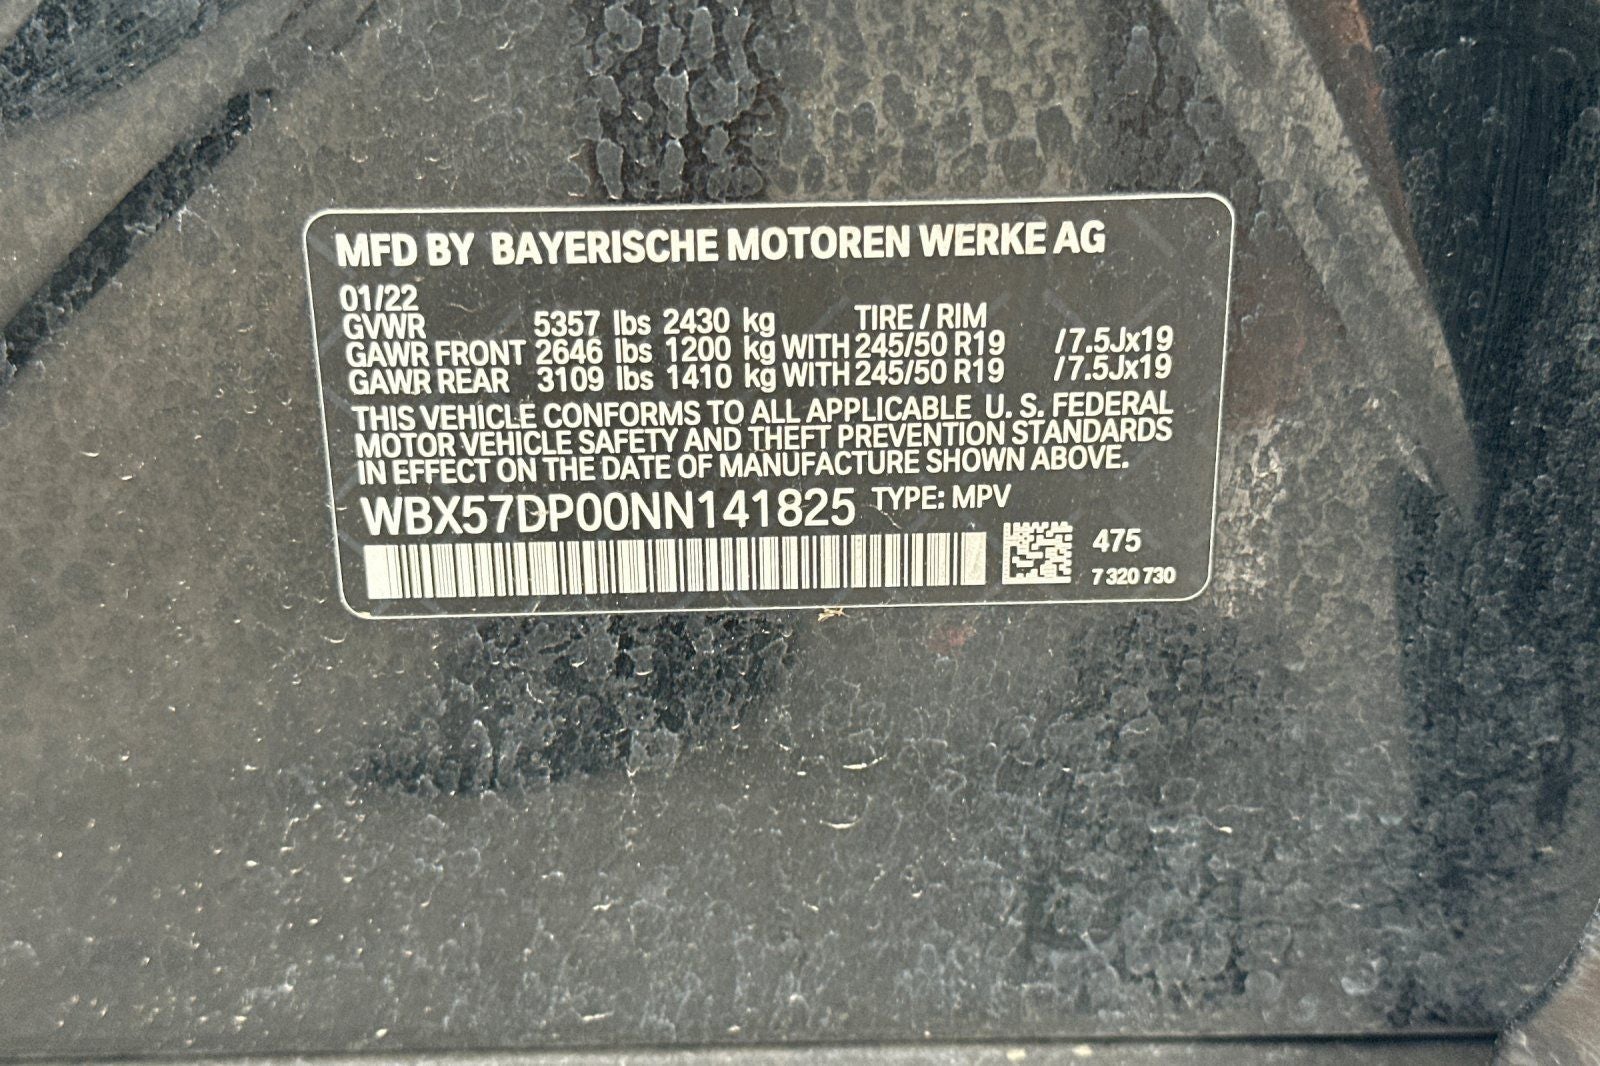 MFD BY BAYERISCHE MOTOREN WERKE AG
01/22
GVWR 5357 lbs 2430 kg TIRE / RIM
GAWR FRONT 2646 lbs 1200 kg WITH 245/50 R19 /7.5Jx19
GAWR REAR 3109 lbs 1410 kg WITH 245/50 R19 /7.5Jx19
THIS VEHICLE CONFORMS TO ALL APPLICABLE U. S. FEDERAL
MOTOR VEHICLE SAFETY AND THEFT PREVENTION STANDARDS
IN EFFECT ON THE DATE OF MANUFACTURE SHOWN ABOVE.
WBX57DP00NN141825 TYPE: MPV
475
7 320 730